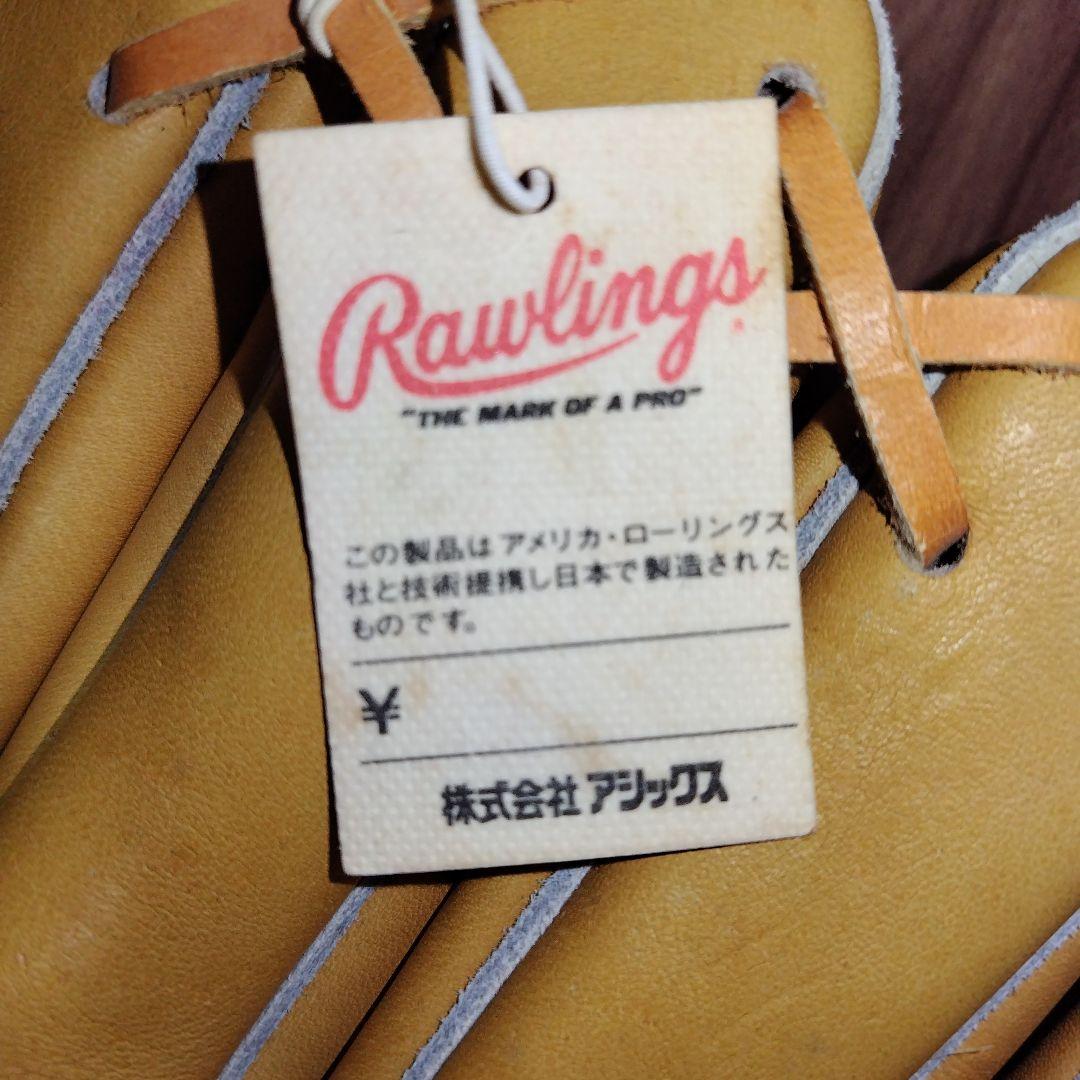 Rawlings®
"THE MARK OF A PRO"
この製品はアメリカ・ローリングス
社と技術提携し日本で製造された
ものです。
¥
株式会社アシックス